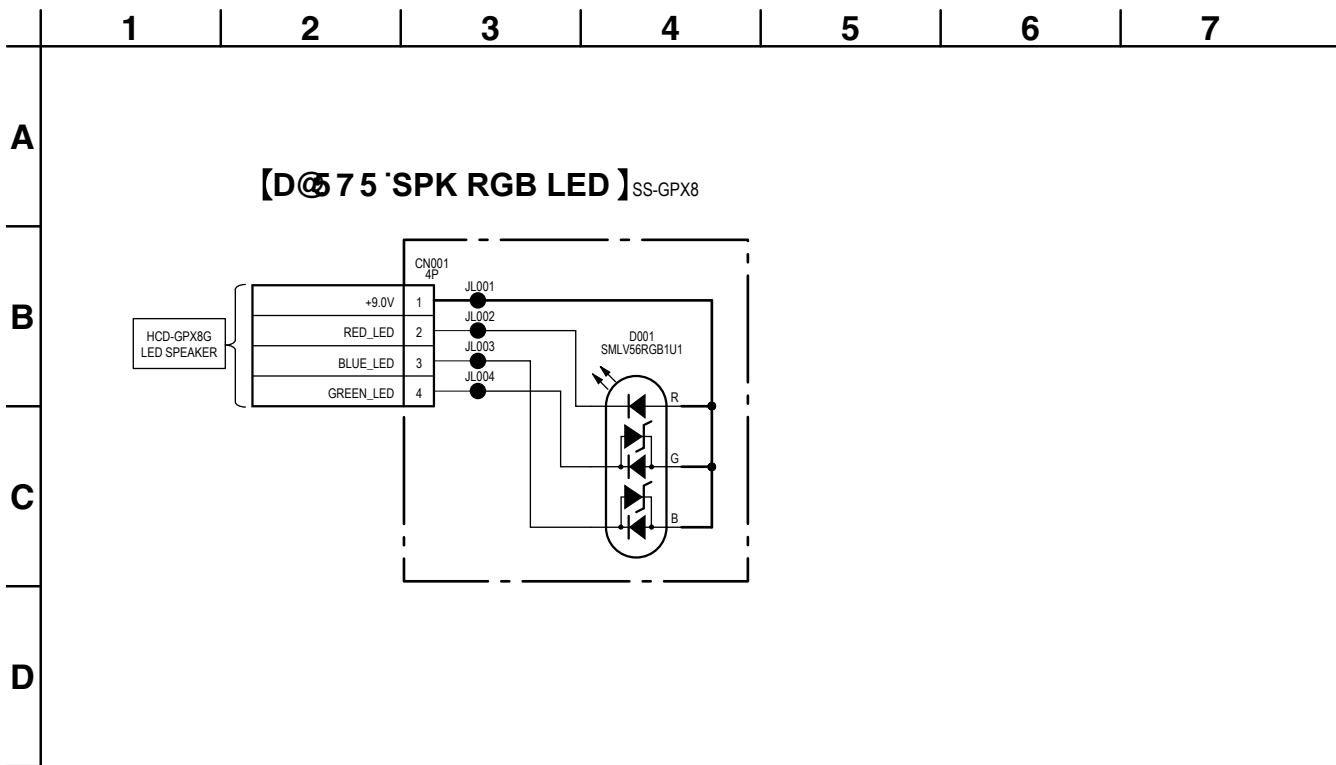 1 2 3 4 5 6 7
A
【D@575 SPK RGB LED 】SS-GPX8
B
CN001
4P
+9.0V 1 JL001
RED_LED 2 JL002
BLUE_LED 3 JL003
GREEN_LED 4 JL004
HCD-GPX8G
LED SPEAKER
D001
SMLV56RGB1U1
R
G
B
C
D